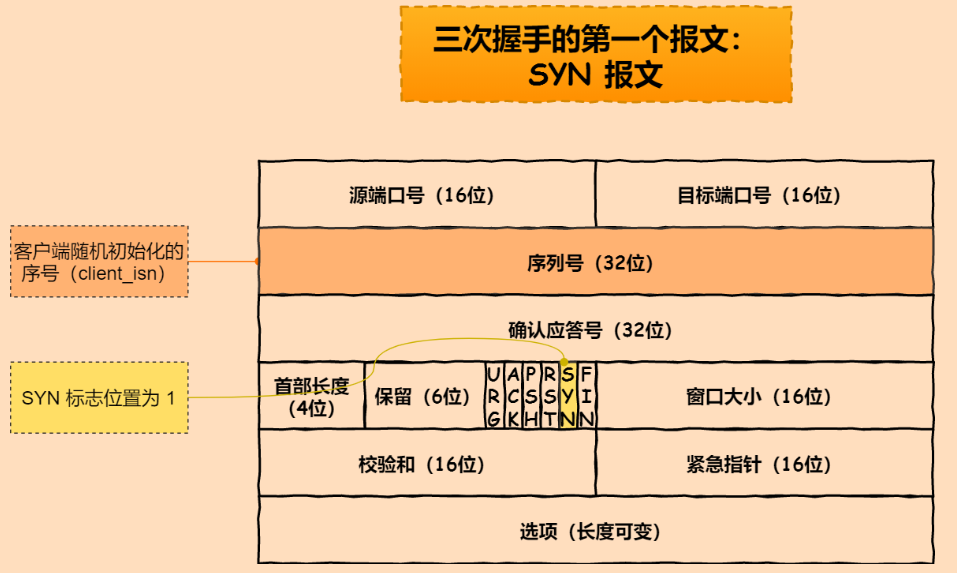 三次握手的第一个报文：
SYN 报文
源端口号（16位）
目标端口号（16位）
客户端随机初始化的
序号（client_isn）
序列号（32位）
确认应答号（32位）
SYN 标志位置为 1
首部长度
（4位）
保留（6位）
URG
ACK
PSH
RST
SYN
FIN
窗口大小（16位）
校验和（16位）
紧急指针（16位）
选项（长度可变）